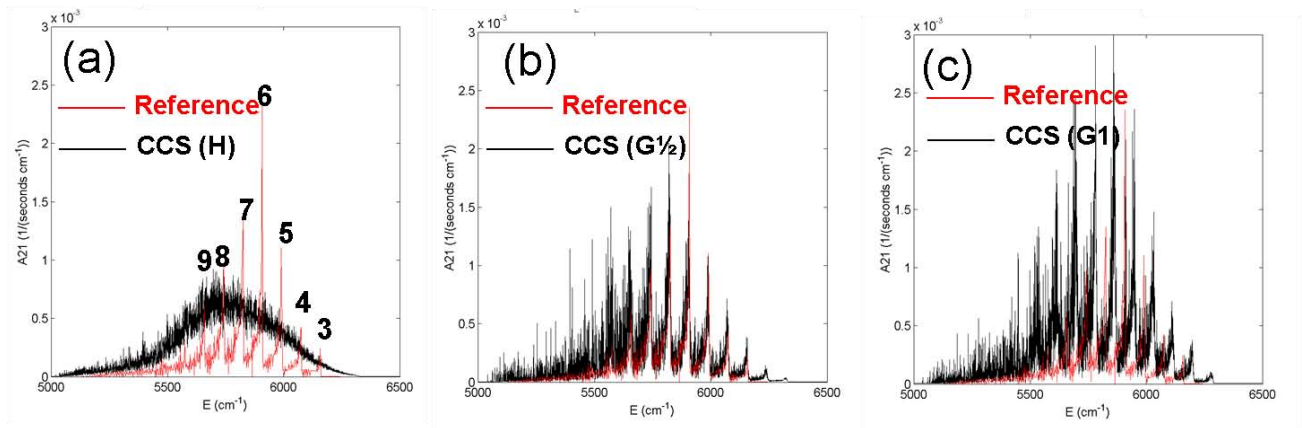 x 10⁻³
(a)
Reference
CCS (H)
6
7
5
9
8
4
3
3
2.5
2
1.5
1
0.5
0
A21 (1/(seconds cm⁻¹))
5000
5500
6000
6500
E (cm⁻¹)
x 10⁻³
(b)
Reference
CCS (G½)
3
2.5
2
1.5
1
0.5
0
A21 (1/(seconds cm⁻¹))
5000
5500
6000
6500
E (cm⁻¹)
x 10⁻³
(c)
Reference
CCS (G1)
3
2.5
2
1.5
1
0.5
0
A21 (1/(seconds cm⁻¹))
5000
5500
6000
6500
E (cm⁻¹)